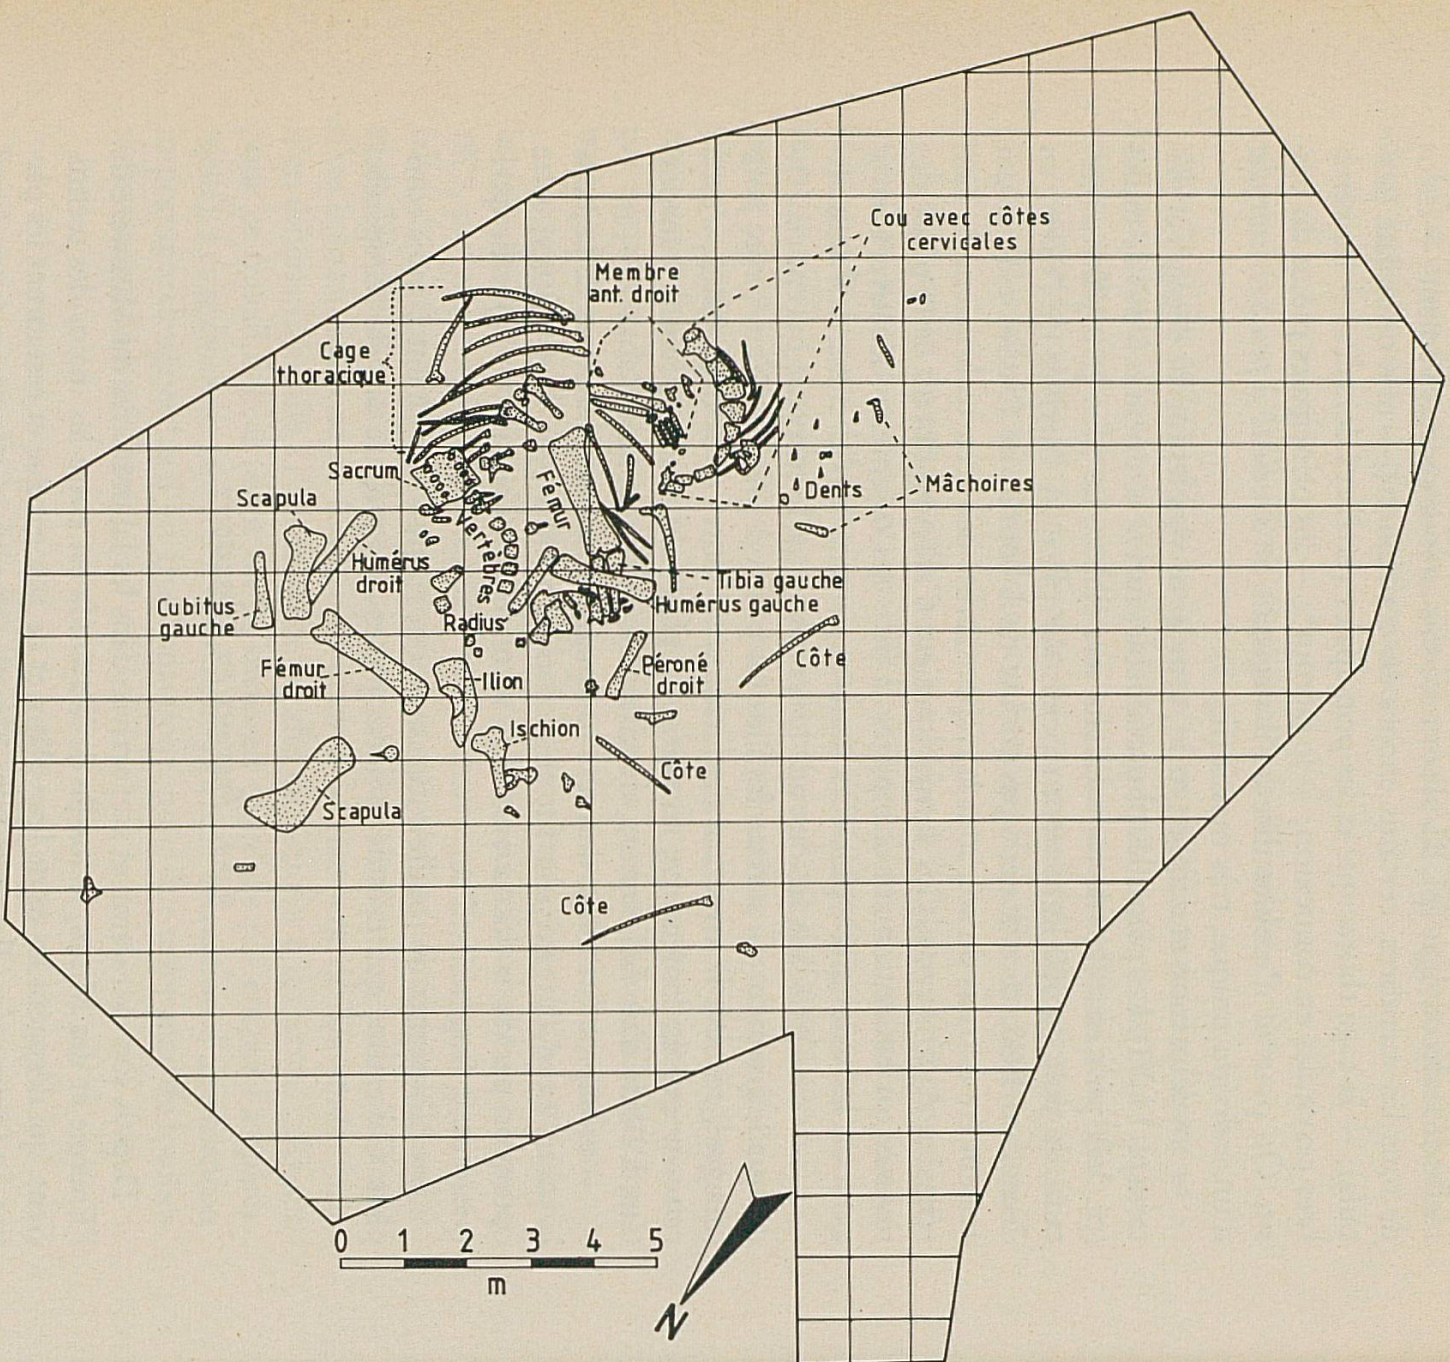 Cou avec côtes
cervicales
Membre
ant. droit
Cage
thoracique
Sacrum
Scapula
Fémur
Vertèbres
Dents
Mâchoires
Humérus
droit
Cubitus
gauche
Tibia gauche
Humérus gauche
Radius
Fémur
droit
Ilion
Péroné
droit
Côte
Ischion
Côte
Scapula
Côte
0 1 2 3 4 5
m
N